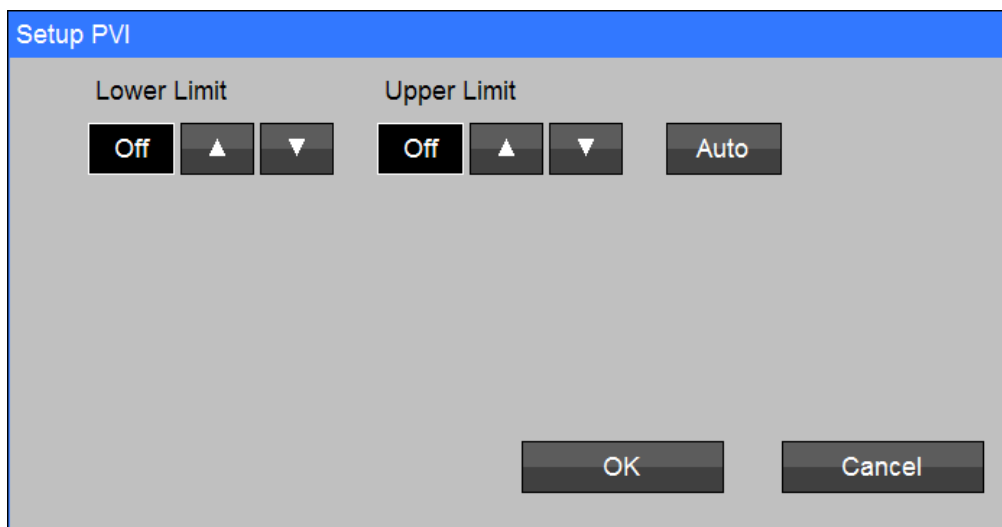 Setup PVI
Lower Limit Upper Limit
Off ▲ ▼ Off ▲ ▼ Auto
OK Cancel